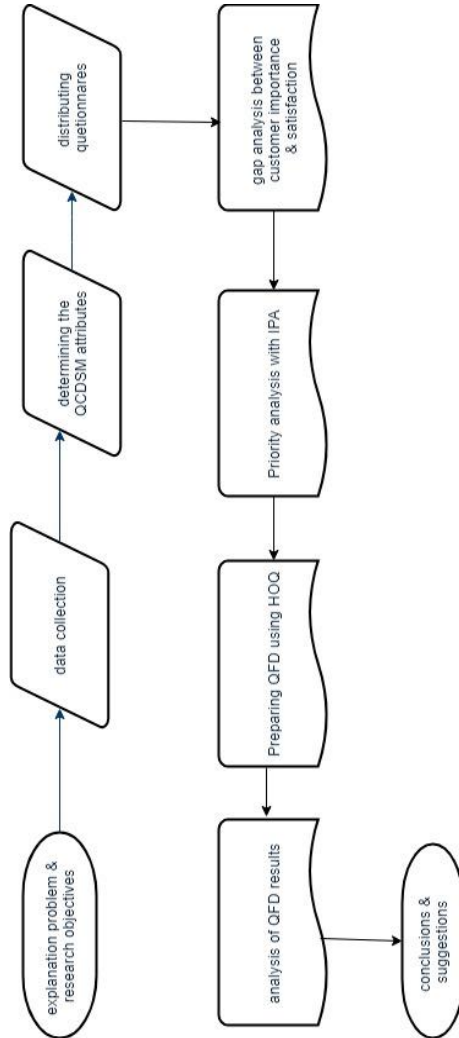 explanation problem &
research objectives
data collection
determining the
QCDSM attributes
distributing
quetionnares
gap analysis between
customer importance
& satisfaction
Priority analysis with IPA
Preparing QFD using HOQ
analysis of QFD results
conclusions &
suggestions